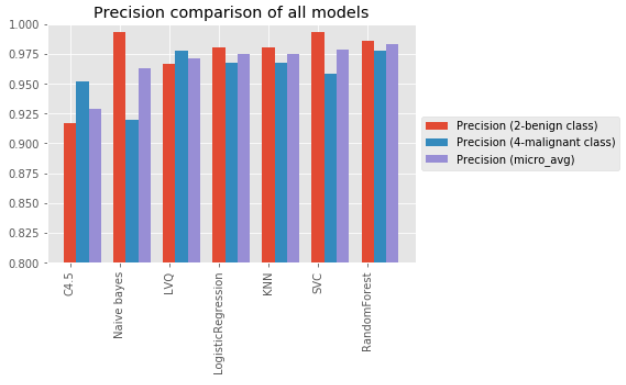 Precision comparison of all models
1.000
0.975
0.950
0.925
0.900
0.875
0.850
0.825
0.800
C4.5
Naive bayes
LVQ
LogisticRegression
KNN
SVC
RandomForest
Precision (2-benign class)
Precision (4-malignant class)
Precision (micro_avg)